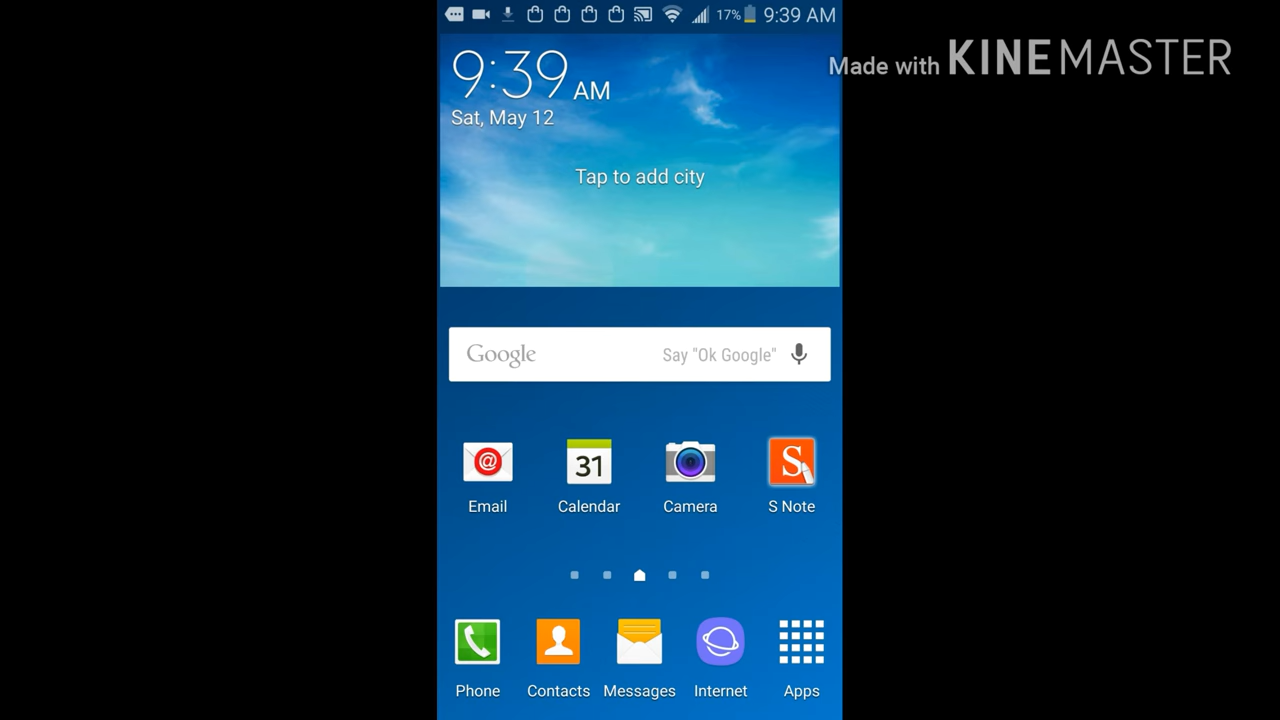 17% 9:39 AM
Made with KINEMASTER
9:39 AM
Sat, May 12
Tap to add city
Google Say "Ok Google"
@ 31 S
Email Calendar Camera S Note
Phone Contacts Messages Internet Apps